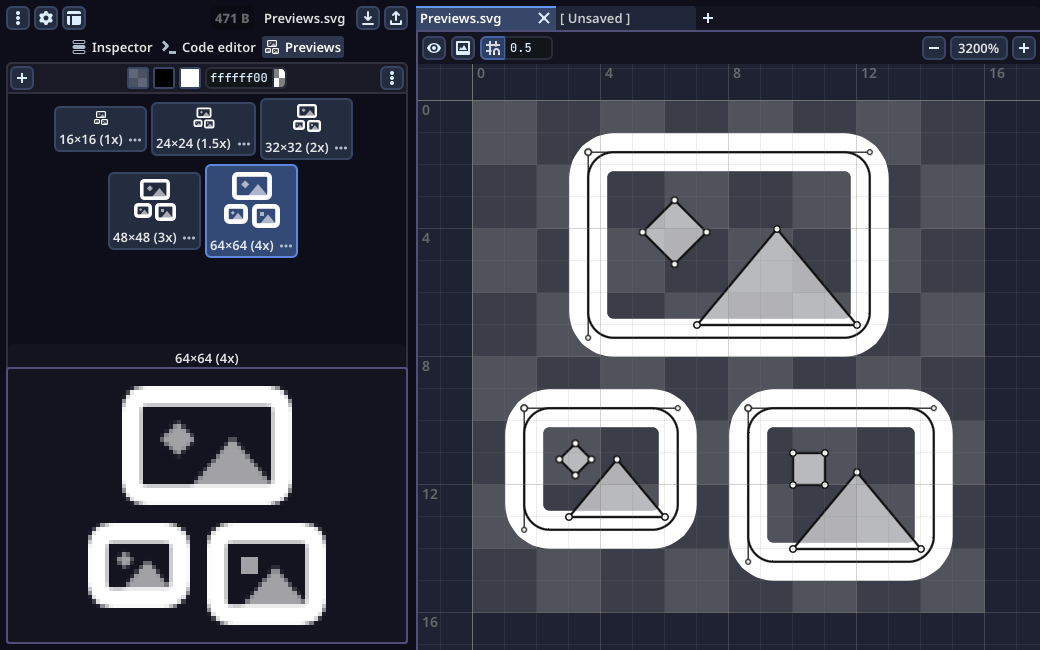 471 B Previews.svg
Previews.svg [ Unsaved ]
Inspector Code editor Previews
0.5 3200%
ffffff00
16×16 (1x)
24×24 (1.5x)
32×32 (2x)
48×48 (3x)
64×64 (4x)
64×64 (4x)
0 4 8 12 16
0
4
8
12
16